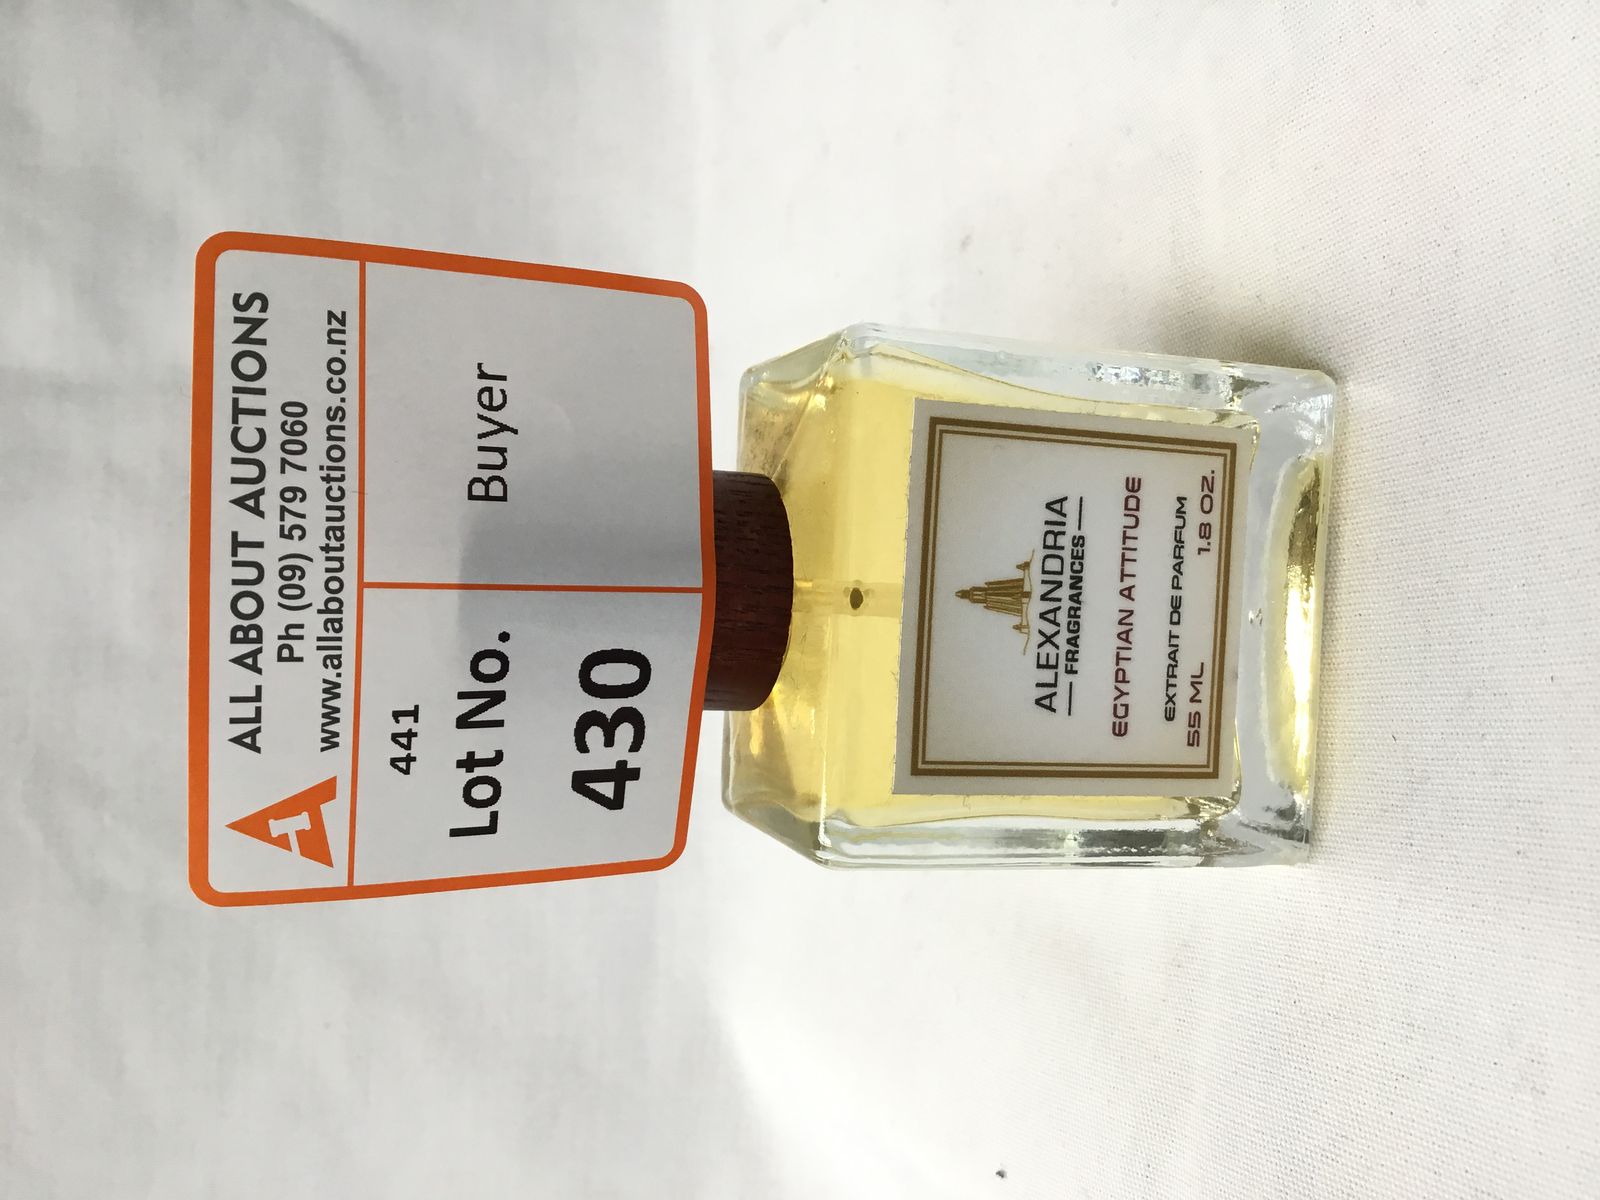 ALL ABOUT AUCTIONS
Ph (09) 579 7060
www.allaboutauctions.co.nz
441
Lot No.
430
Buyer
ALEXANDRIA
FRAGRANCES
EGYPTIAN ATTITUDE
EXTRAIT DE PARFUM
55 ML 1.8 OZ.